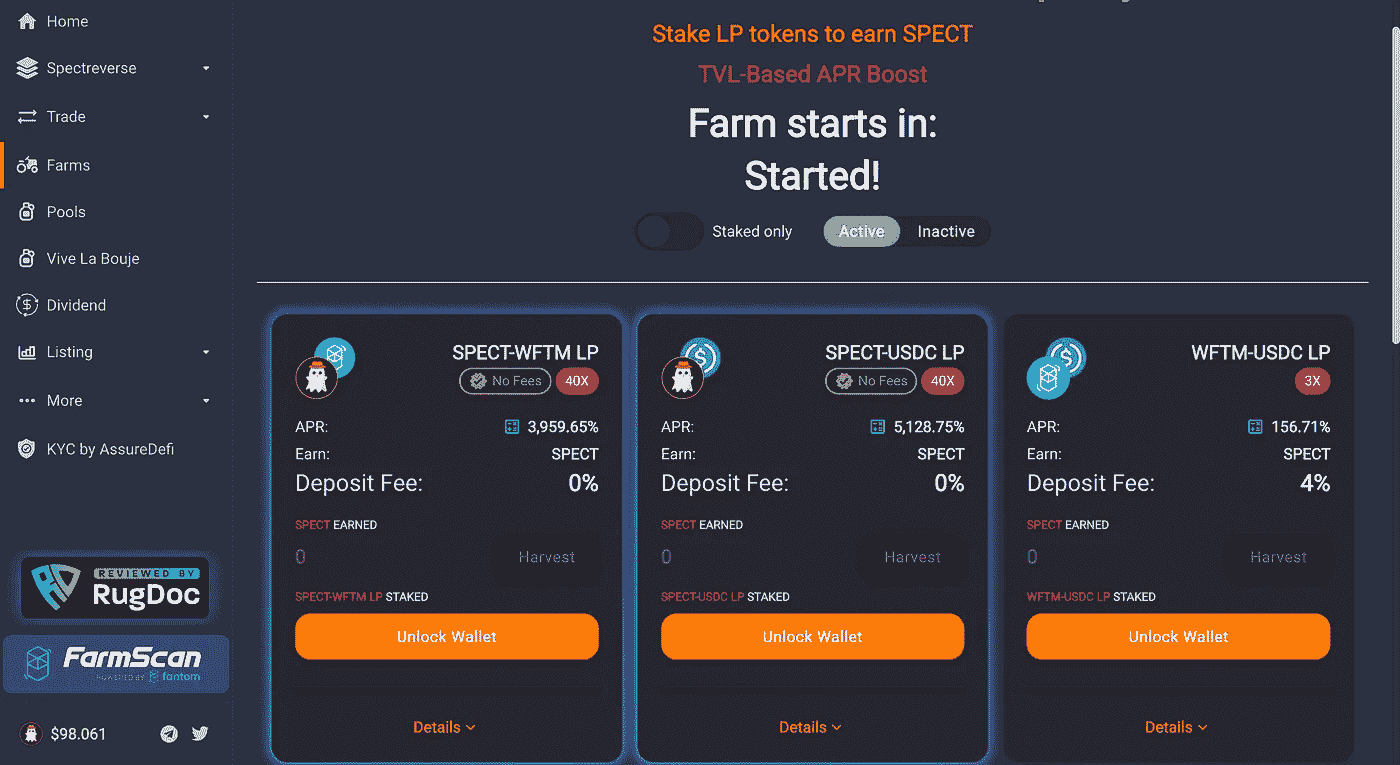 Home
Spectreverse
Trade
Farms
Pools
Vive La Bouje
Dividend
Listing
More
KYC by AssureDefi
REVIEWED BY
RugDoc
FarmScan
POWERED BY fantom
$98.061
Stake LP tokens to earn SPECT
TVL-Based APR Boost
Farm starts in:
Started!
Staked only Active Inactive
SPECT-WFTM LP
No Fees 40X
APR: 3,959.65%
Earn: SPECT
Deposit Fee: 0%
SPECT EARNED
0 Harvest
SPECT-WFTM LP STAKED
Unlock Wallet
Details
SPECT-USDC LP
No Fees 40X
APR: 5,128.75%
Earn: SPECT
Deposit Fee: 0%
SPECT EARNED
0 Harvest
SPECT-USDC LP STAKED
Unlock Wallet
Details
WFTM-USDC LP
3X
APR: 156.71%
Earn: SPECT
Deposit Fee: 4%
SPECT EARNED
0 Harvest
WFTM-USDC LP STAKED
Unlock Wallet
Details